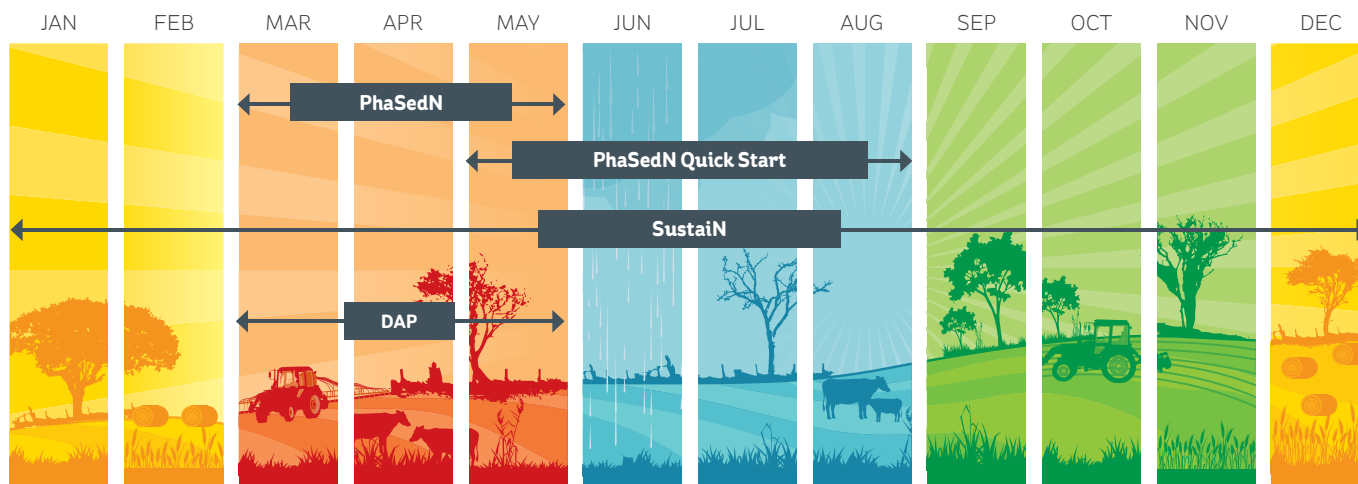 JAN FEB MAR APR MAY JUN JUL AUG SEP OCT NOV DEC
PhaSedN
PhaSedN Quick Start
SustaiN
DAP